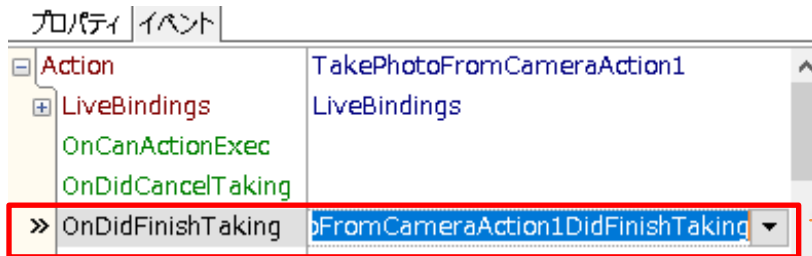 プロパティ イベント
Action TakePhotoFromCameraAction1
LiveBindings LiveBindings
OnCanActionExec
OnDidCancelTaking
OnDidFinishTaking oFromCameraAction1DidFinishTaking